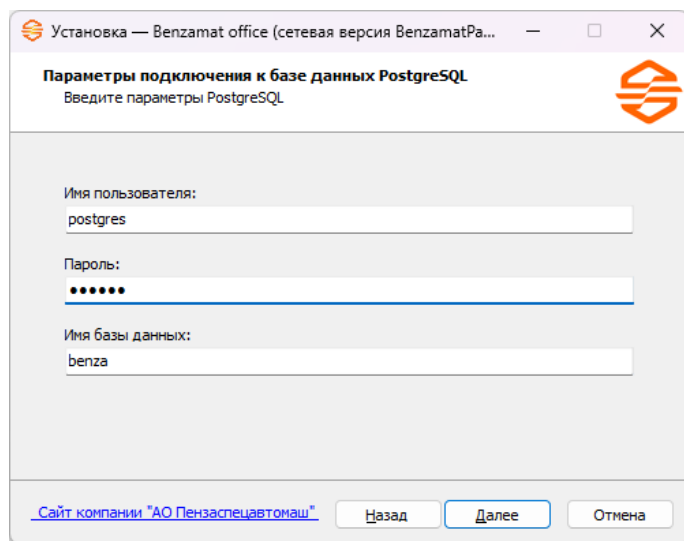 Установка — Benzamat office (сетевая версия BenzamatPa...
Параметры подключения к базе данных PostgreSQL
Введите параметры PostgreSQL
Имя пользователя:
postgres
Пароль:
••••••
Имя базы данных:
benza
Сайт компании "АО Пензаспецавтомаш"
Назад
Далее
Отмена